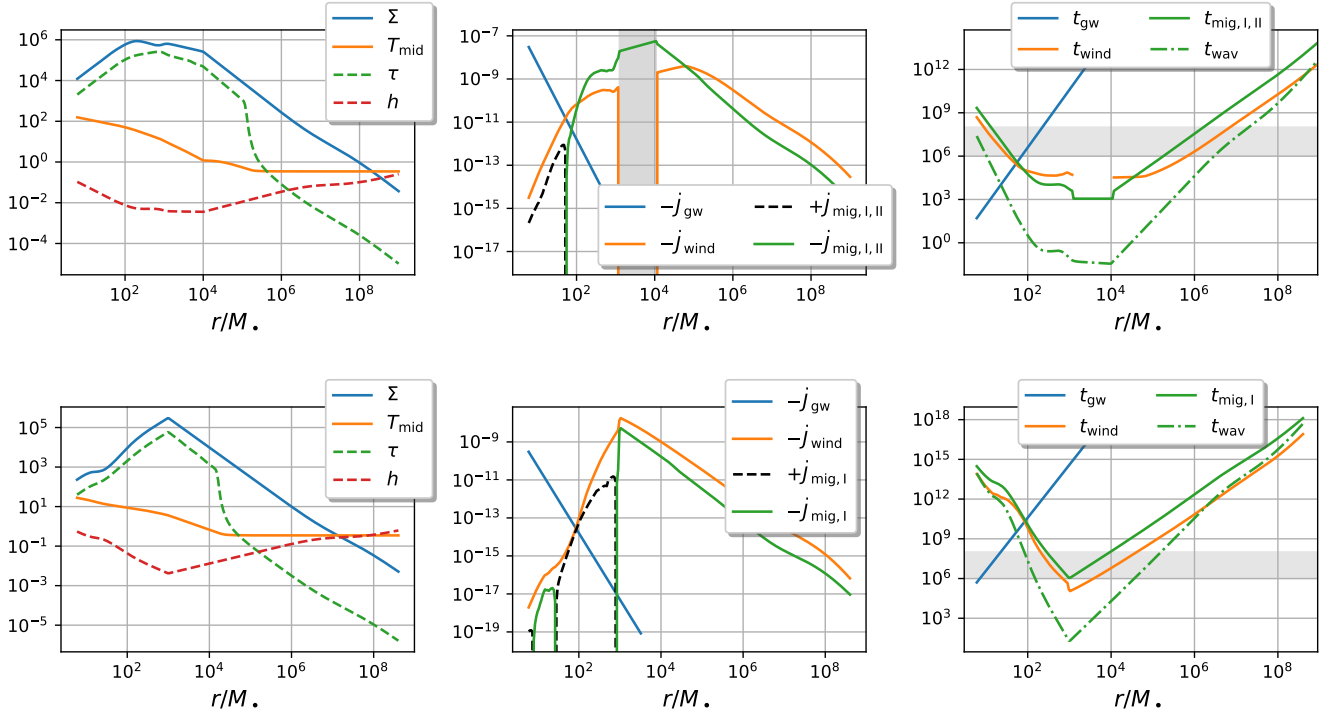 Σ
T_mid
τ
h
10^6
10^4
10^2
10^0
10^−2
10^−4
10^2 10^4 10^6 10^8
r/M•
10^−7
10^−9
10^−11
10^−13
10^−15
10^−17
−j_gw +j_mig, I, II
−j_wind −j_mig, I, II
10^2 10^4 10^6 10^8
r/M•
t_gw t_mig, I, II
t_wind t_wav
10^12
10^9
10^6
10^3
10^0
10^2 10^4 10^6 10^8
r/M•
Σ
T_mid
τ
h
10^5
10^3
10^1
10^−1
10^−3
10^−5
10^2 10^4 10^6 10^8
r/M•
−j_gw
−j_wind
+j_mig, I
−j_mig, I
10^−9
10^−11
10^−13
10^−15
10^−17
10^−19
10^2 10^4 10^6 10^8
r/M•
t_gw t_mig, I
t_wind t_wav
10^18
10^15
10^12
10^9
10^6
10^3
10^2 10^4 10^6 10^8
r/M•